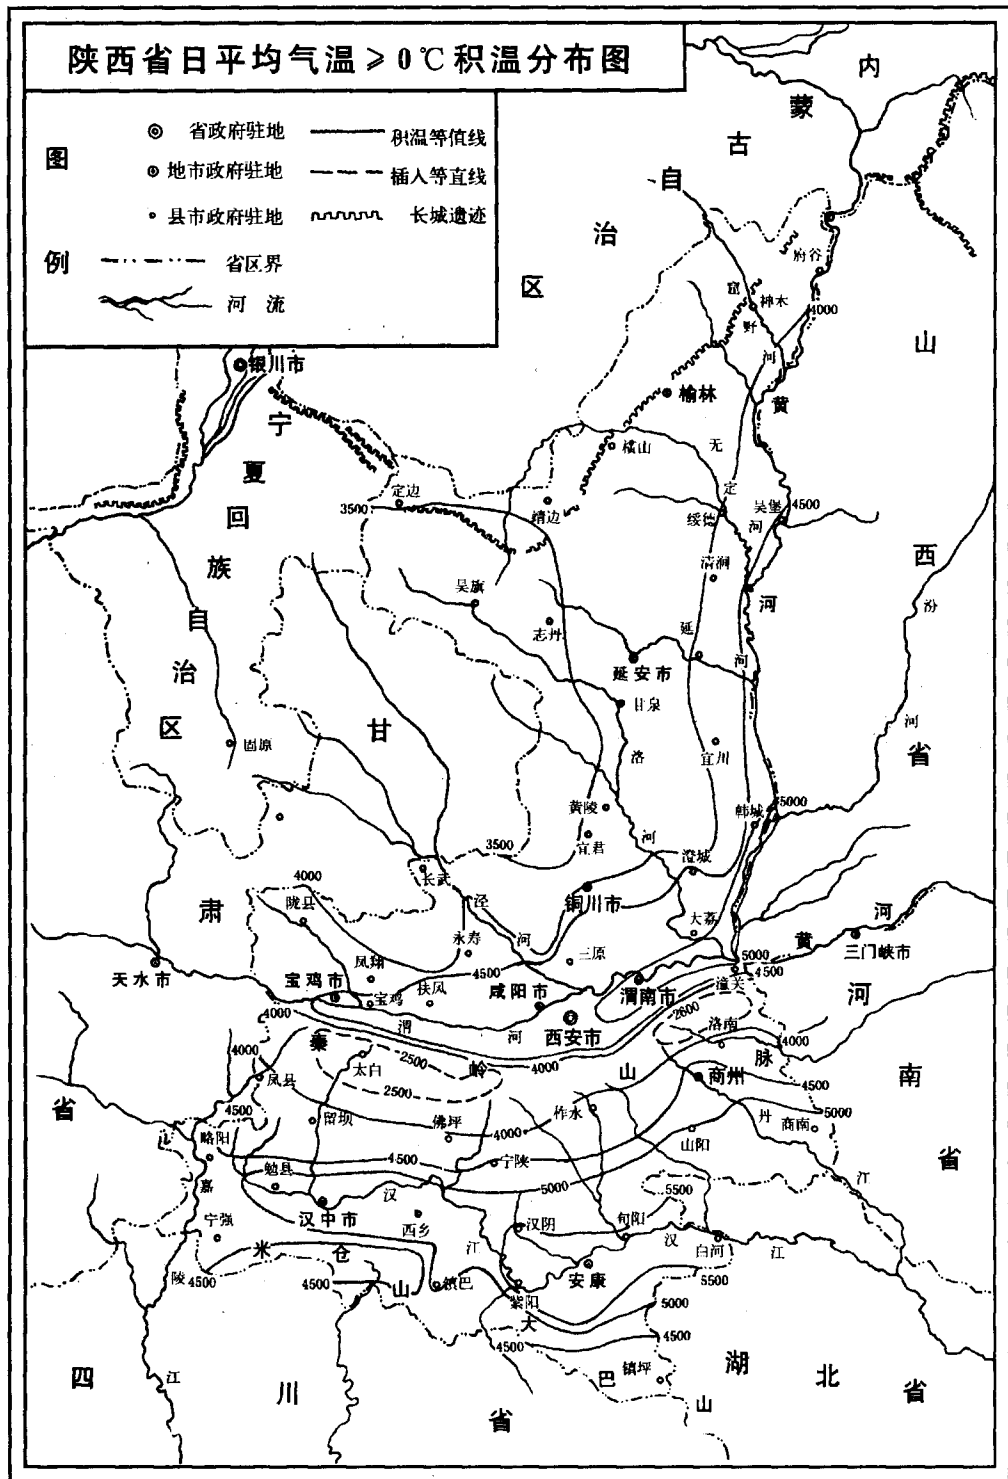 陕西省日平均气温≥0℃积温分布图
图例
省政府驻地
积温等值线
地市政府驻地
插入等直线
县市政府驻地
长城遗迹
省区界
河流
内蒙古自治区
府谷
窟野河
神木
4000
山西省
银川市
榆林
黄河
宁夏回族自治区
横山
无定河
定边
3500
靖边
绥德
吴堡
4500
清涧
汾河
吴旗
志丹
延河
延安市
甘泉
甘肃省
固原
洛河
宜川
黄陵
韩城
5000
宜君
3500
澄城
长武
4000
陇县
泾河
铜川市
大荔
黄河
永寿
三原
三门峡市
天水市
凤翔
4500
5000
4500
宝鸡市
扶风
咸阳市
渭南市
潼关
宝鸡
河南省
4000
渭河
西安市
2600
洛南
秦岭山脉
4000
4000
2500
太白
4000
凤县
2500
商州
4500
4500
留坝
佛坪
4000
柞水
丹江
5000
商南
略阳
山阳
4500
宁陕
勉县
5000
5500
嘉陵江
汉江
汉中市
西乡
汉阴
旬阳
白河
宁强
米仓山
4500
4500
镇巴
安康
5500
紫阳
5000
大巴山
4500
4500
镇坪
四川省
湖北省